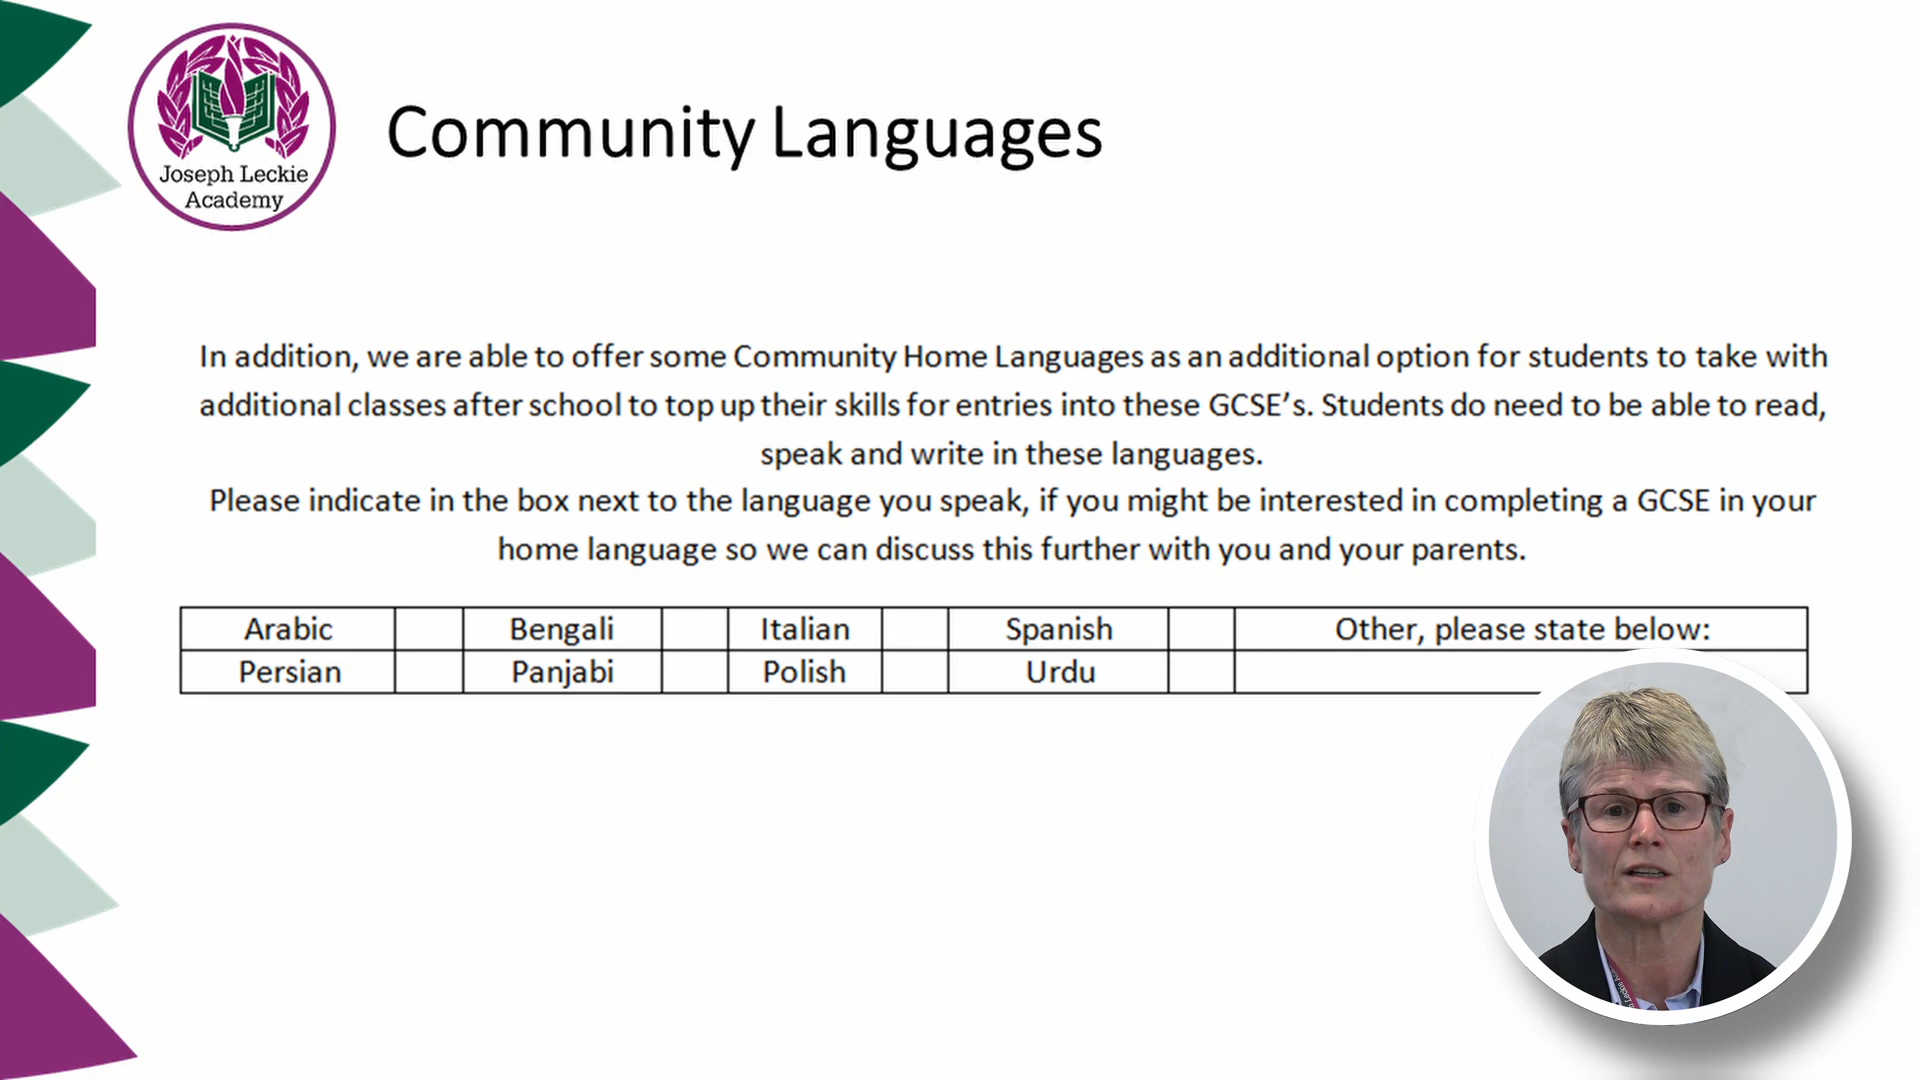 Joseph Leckie
Academy
Community Languages
In addition, we are able to offer some Community Home Languages as an additional option for students to take with
additional classes after school to top up their skills for entries into these GCSE’s. Students do need to be able to read,
speak and write in these languages.
Please indicate in the box next to the language you speak, if you might be interested in completing a GCSE in your
home language so we can discuss this further with you and your parents.
Arabic Bengali Italian Spanish Other, please state below:
Persian Panjabi Polish Urdu